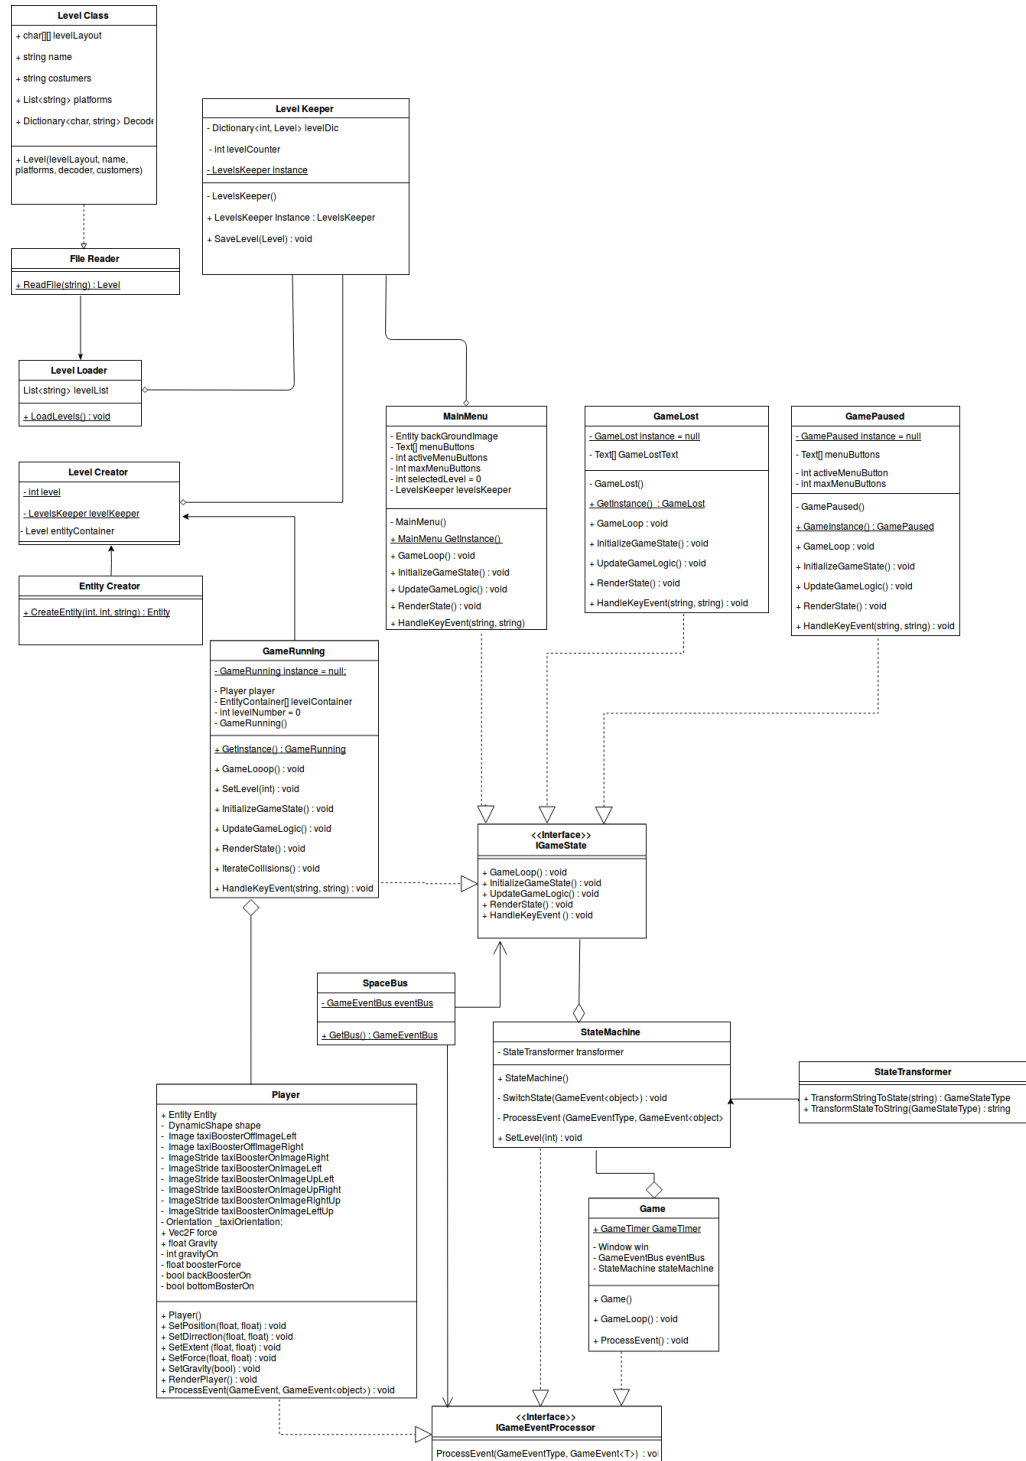 Level Class
+ char[][] levelLayout
+ string name
+ string costumers
+ List<string> platforms
+ Dictionary<char, string> Decode
+ Level(levelLayout, name,
platforms, decoder, customers)
Level Keeper
- Dictionary<int, Level> levelDic
- int levelCounter
- LevelsKeeper instance
- LevelsKeeper()
+ LevelsKeeper Instance : LevelsKeeper
+ SaveLevel(Level) : void
File Reader
+ ReadFile(string) : Level
Level Loader
List<string> levelList
+ LoadLevels() : void
Level Creator
- int level
- LevelsKeeper levelKeeper
- Level entityContainer
Entity Creator
+ CreateEntity(int, int, string) : Entity
MainMenu
- Entity backGroundImage
- Text[] menuButtons
- int activeMenuButtons
- int maxMenuButtons
- int selectedLevel = 0
- LevelsKeeper levelsKeeper
- MainMenu()
+ MainMenu GetInstance()
+ GameLoop() : void
+ InitializeGameState() : void
+ UpdateGameLogic() : void
+ RenderState() : void
+ HandleKeyEvent(string, string)
GameLost
- GameLost instance = null
- Text[] GameLostText
- GameLost()
+ GetInstance() : GameLost
+ GameLoop : void
+ InitializeGameState() : void
+ UpdateGameLogic() : void
+ RenderState() : void
+ HandleKeyEvent(string, string) : void
GamePaused
- GamePaused instance = null
- Text[] menuButtons
- int activeMenuButton
- int maxMenuButtons
- GamePaused()
+ GameInstance() : GamePaused
+ GameLoop : void
+ InitializeGameState() : void
+ UpdateGameLogic() : void
+ RenderState() : void
+ HandleKeyEvent(string, string) : void
GameRunning
- GameRunning instance = null;
- Player player
- EntityContainer[] levelContainer
- int levelNumber = 0
- GameRunning()
+ GetInstance() : GameRunning
+ GameLooop() : void
+ SetLevel(int) : void
+ InitializeGameState() : void
+ UpdateGameLogic() : void
+ RenderState() : void
+ IterateCollisions() : void
+ HandleKeyEvent(string, string) : void
<<Interface>>
IGameState
+ GameLoop() : void
+ InitializeGameState() : void
+ UpdateGameLogic() : void
+ RenderState() : void
+ HandleKeyEvent () : void
SpaceBus
- GameEventBus eventBus
+ GetBus() : GameEventBus
StateMachine
- StateTransformer transformer
+ StateMachine()
- SwitchState(GameEvent<object>) : void
- ProcessEvent (GameEventType, GameEvent<object>
+ SetLevel(int) : void
StateTransformer
+ TransformStringToState(string) : GameStateType
+ TransformStateToString(GameStateType) : string
Player
+ Entity Entity
- DynamicShape shape
- Image taxiBoosterOffImageLeft
- Image taxiBoosterOffImageRight
- ImageStride taxiBoosterOnImageRight
- ImageStride taxiBoosterOnImageLeft
- ImageStride taxiBoosterOnImageUpLeft
- ImageStride taxiBoosterOnImageUpRight
- ImageStride taxiBoosterOnImageRightUp
- ImageStride taxiBoosterOnImageLeftUp
- Orientation _taxiOrientation;
+ Vec2F force
+ float Gravity
- int gravityOn
- float boosterForce
- bool backBoosterOn
- bool bottomBosterOn
+ Player()
+ SetPosition(float, float) : void
+ SetDirrection(float, float) : void
+ SetExtent (float, float) : void
+ SetForce(float, float) : void
+ SetGravity(bool) : void
+ RenderPlayer() : void
+ ProcessEvent(GameEvent, GameEvent<object>) : void
Game
+ GameTimer GameTimer
- Window win
- GameEventBus eventBus
- StateMachine stateMachine
+ Game()
+ GameLoop() : void
+ ProcessEvent() : void
<<Interface>>
IGameEventProcessor
ProcessEvent(GameEventType, GameEvent<T>) : voi